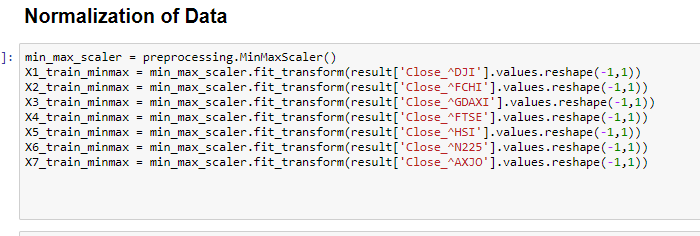 Normalization of Data
]: min_max_scaler = preprocessing.MinMaxScaler()
X1_train_minmax = min_max_scaler.fit_transform(result['Close_^DJI'].values.reshape(-1,1))
X2_train_minmax = min_max_scaler.fit_transform(result['Close_^FCHI'].values.reshape(-1,1))
X3_train_minmax = min_max_scaler.fit_transform(result['Close_^GDAXI'].values.reshape(-1,1))
X4_train_minmax = min_max_scaler.fit_transform(result['Close_^FTSE'].values.reshape(-1,1))
X5_train_minmax = min_max_scaler.fit_transform(result['Close_^HSI'].values.reshape(-1,1))
X6_train_minmax = min_max_scaler.fit_transform(result['Close_^N225'].values.reshape(-1,1))
X7_train_minmax = min_max_scaler.fit_transform(result['Close_^AXJO'].values.reshape(-1,1))